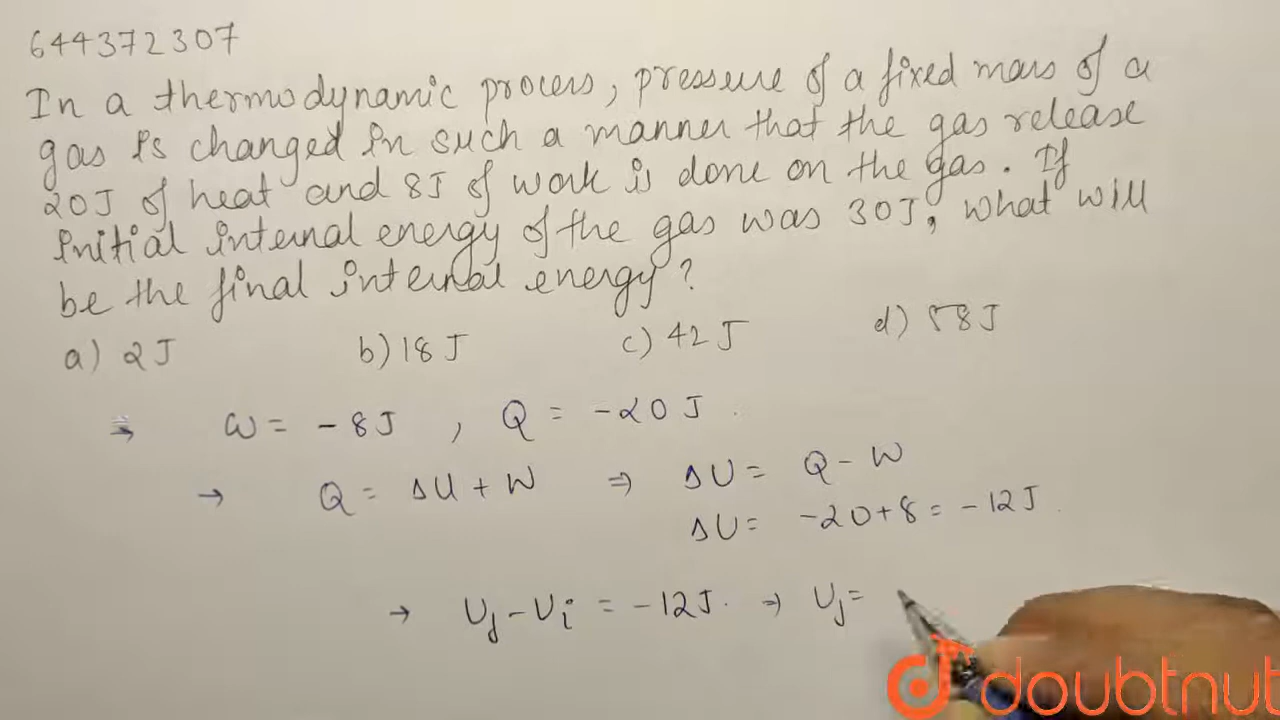 644372307
In a thermodynamic process, pressure of a fixed mass of a
gas is changed in such a manner that the gas release
20J of heat and 8J of work is done on the gas. If
initial internal energy of the gas was 30J, what will
be the final internal energy?
a) 2J b) 18J c) 42J d) 58J
→ W = -8J , Q = -20J.
→ Q = ΔU + W ⇒ ΔU = Q - W
ΔU = -20+8 = -12J.
→ Uf - Ui = -12J. ⇒ Uf =
doubtnut